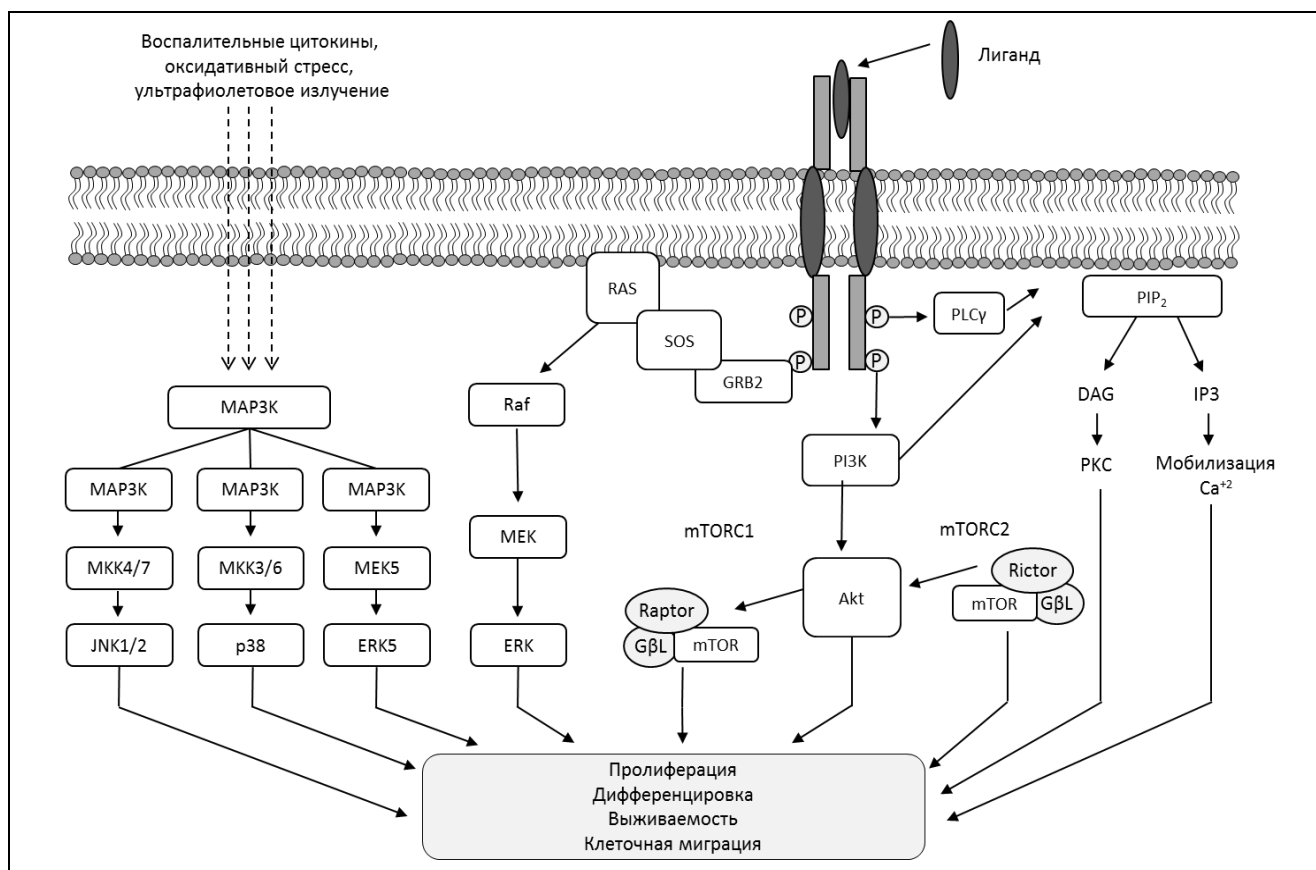 Воспалительные цитокины,
оксидативный стресс,
ультрафиолетовое излучение
Лиганд
RAS
SOS
GRB2
P
P
P
P
PLCγ
PIP₂
DAG
IP3
PKC
Мобилизация
Ca⁺²
MAP3K
MAP3K
MAP3K
MAP3K
MKK4/7
MKK3/6
MEK5
JNK1/2
p38
ERK5
Raf
MEK
ERK
PI3K
mTORC1
mTORC2
Akt
Raptor
GβL
mTOR
Rictor
mTOR
GβL
Пролиферация
Дифференцировка
Выживаемость
Клеточная миграция